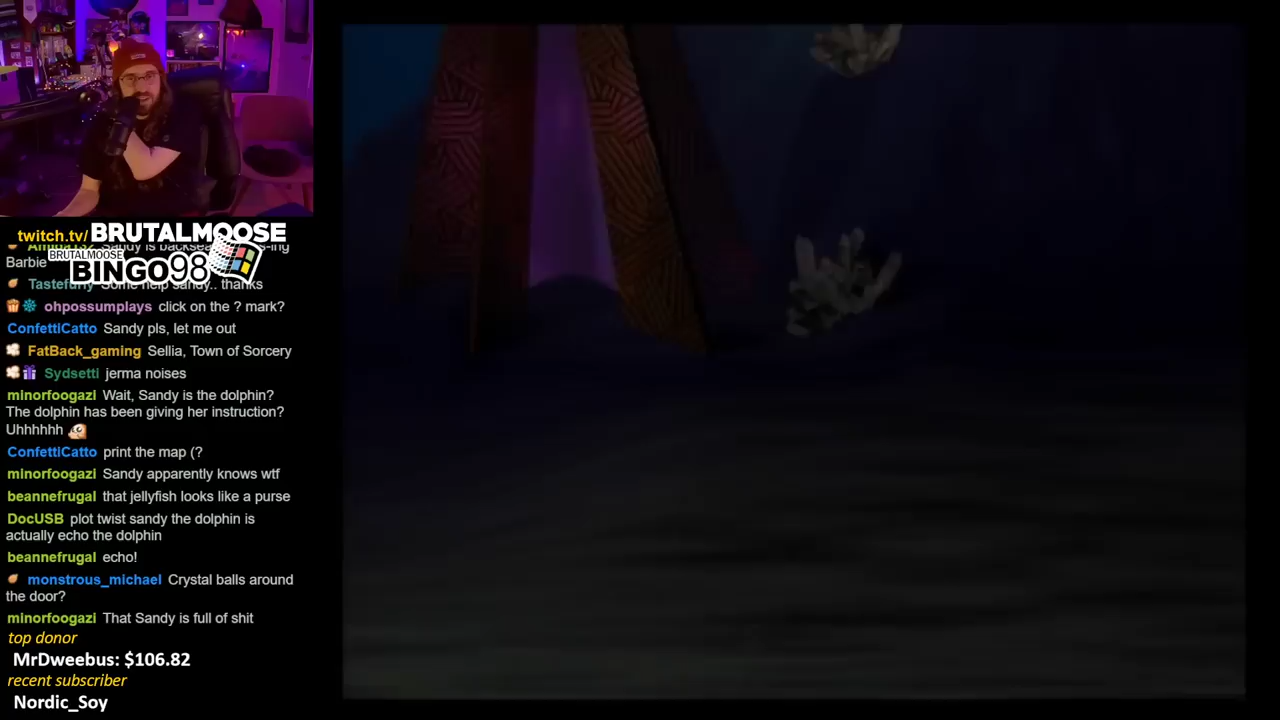 twitch.tv/BRUTALMOOSE
BRUTALMOOSE
BINGO98
Barbie
Tastefully Some help sandy.. thanks
ohpossumplays click on the ? mark?
ConfettiCatto Sandy pls, let me out
FatBack_gaming Sellia, Town of Sorcery
Sydsetti jerma noises
minorfoogazi Wait, Sandy is the dolphin?
The dolphin has been giving her instruction?
Uhhhhhh
ConfettiCatto print the map (?
minorfoogazi Sandy apparently knows wtf
beannefrugal that jellyfish looks like a purse
DocUSB plot twist sandy the dolphin is
actually echo the dolphin
beannefrugal echo!
monstrous_michael Crystal balls around
the door?
minorfoogazi That Sandy is full of shit
top donor
MrDweebus: $106.82
recent subscriber
Nordic_Soy